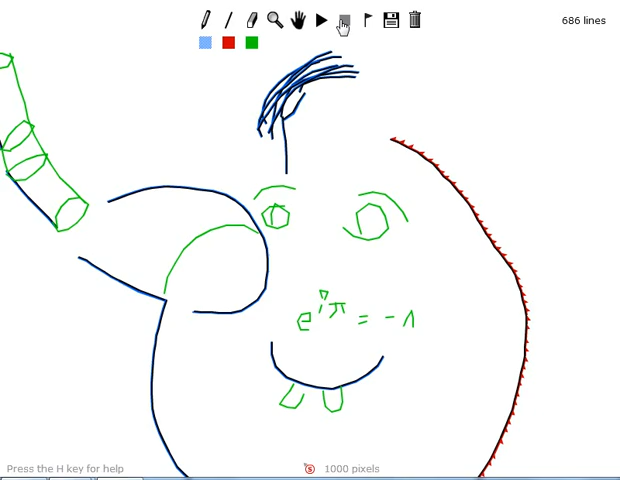 686 lines
e^iπ = -1
Press the H key for help
1000 pixels